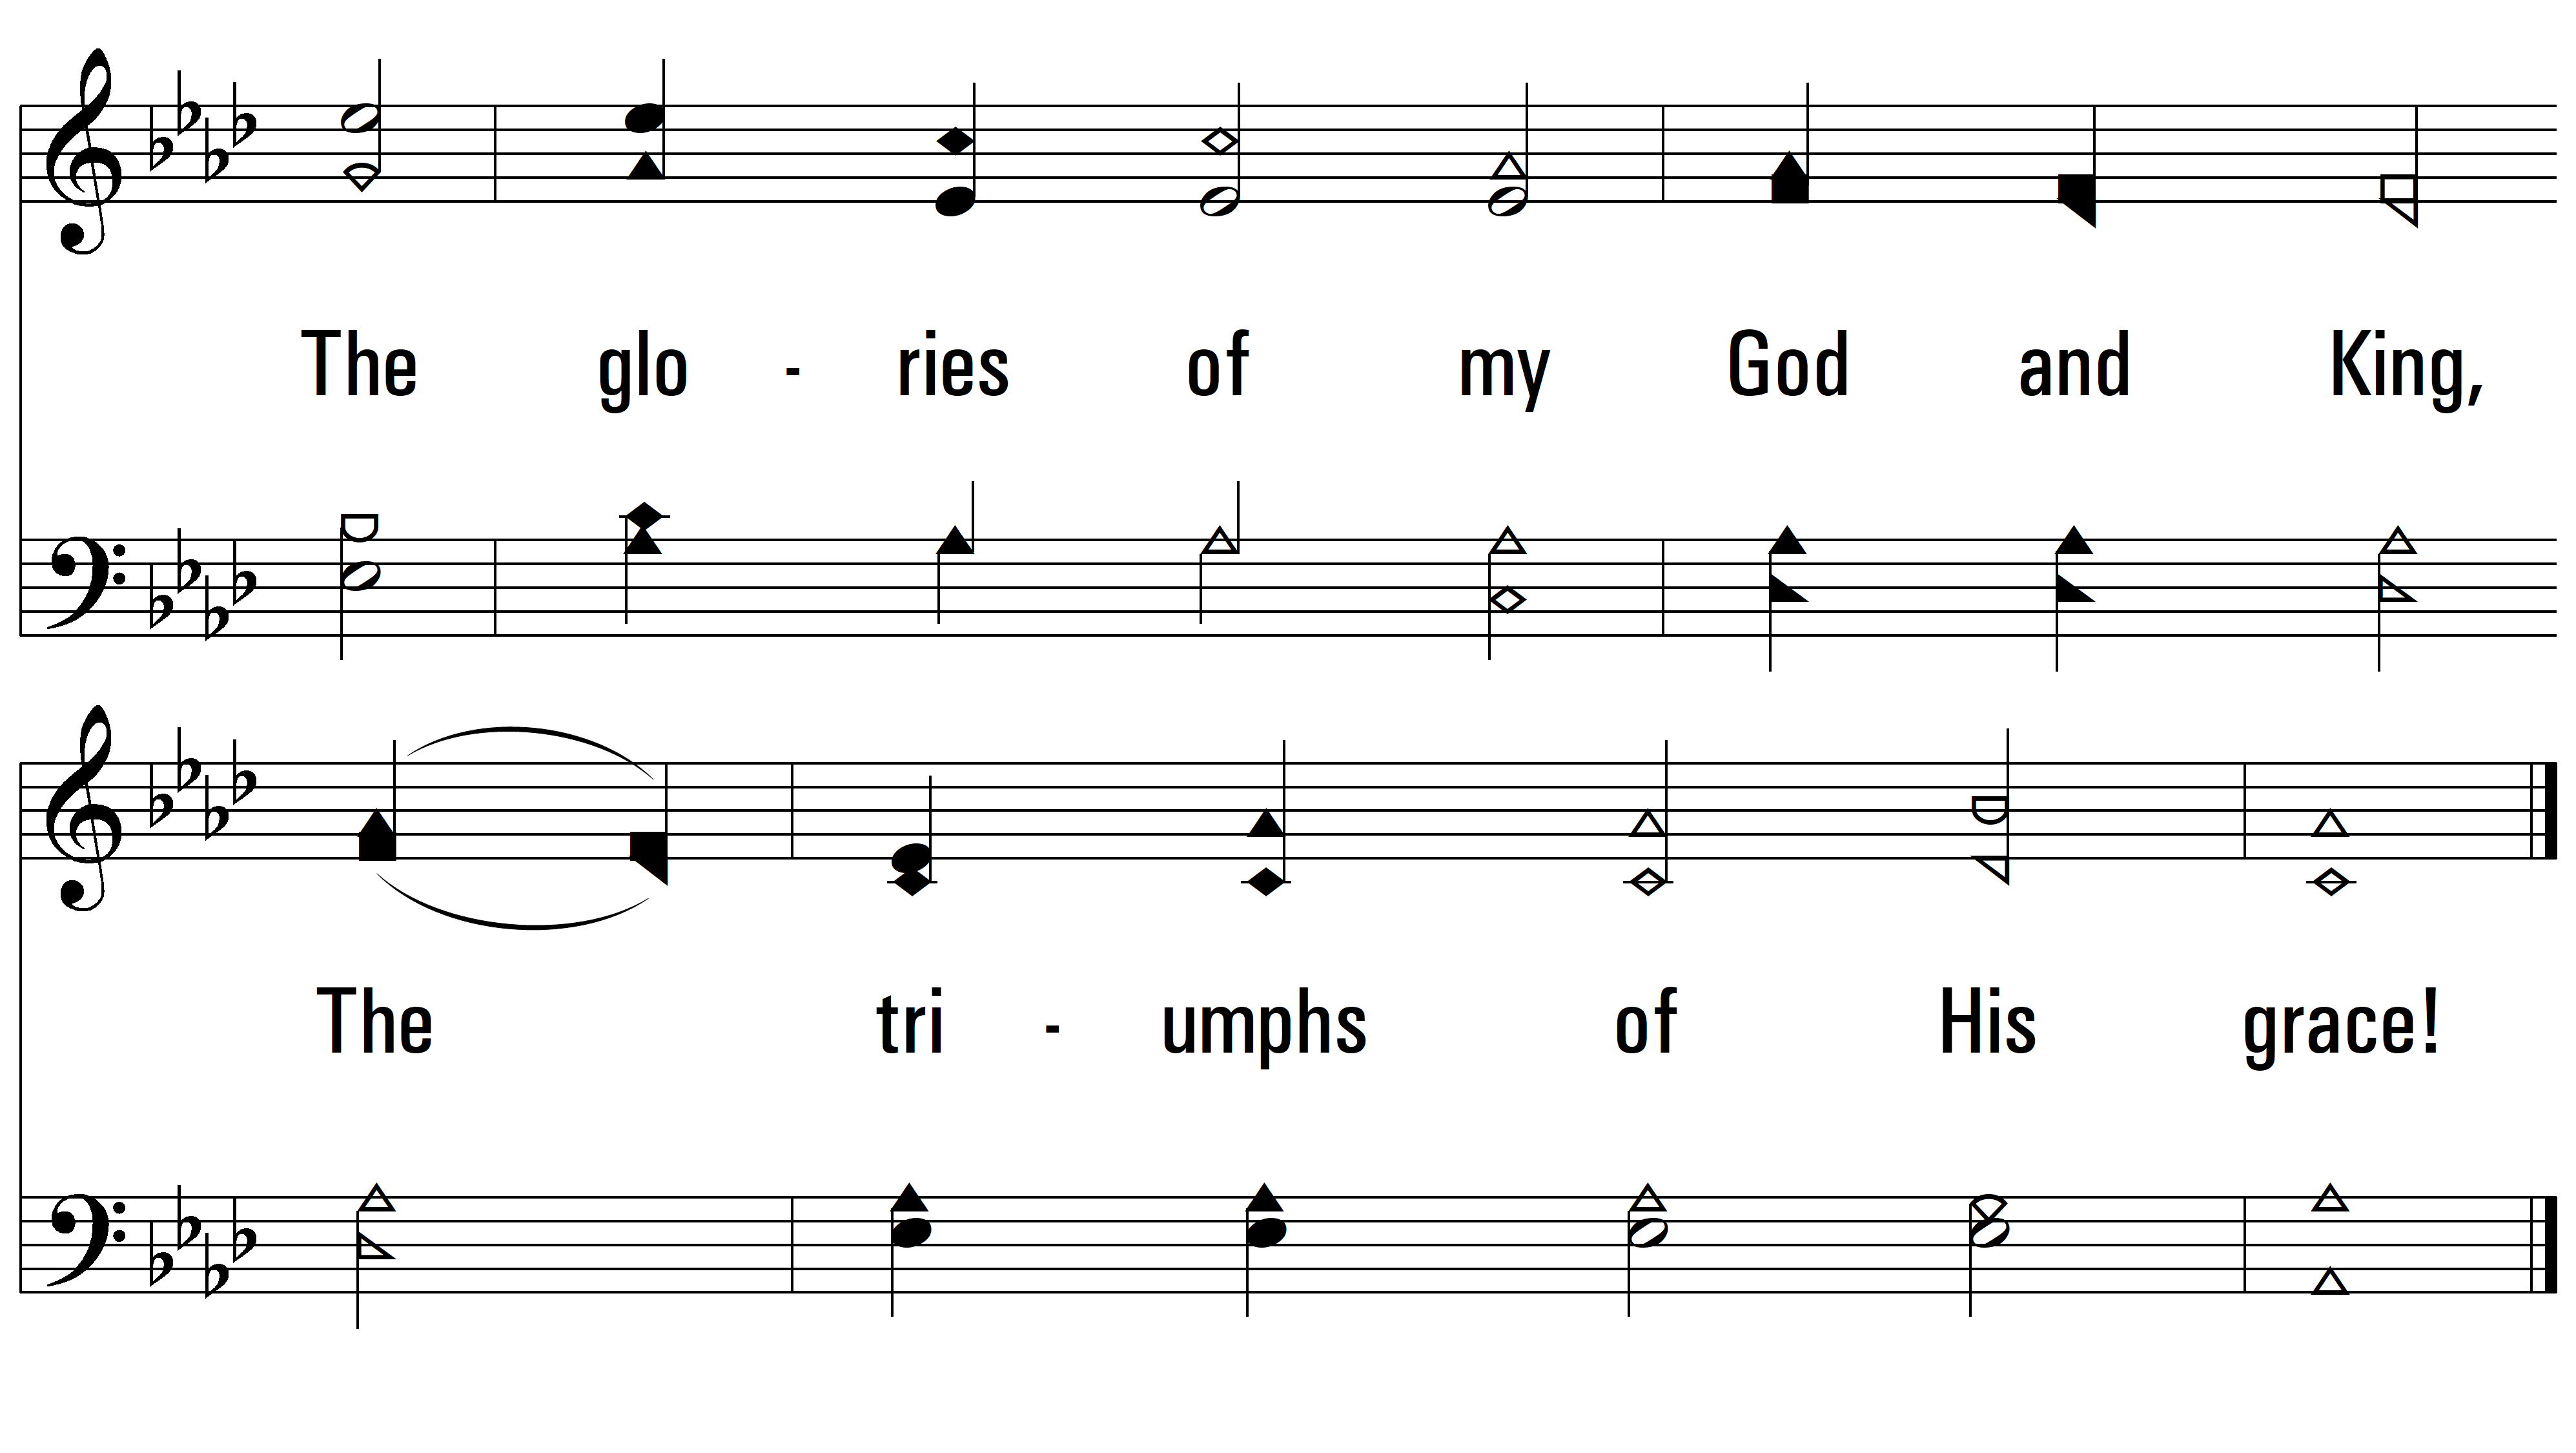 The glo - ries of my God and King,
The tri - umphs of His grace!